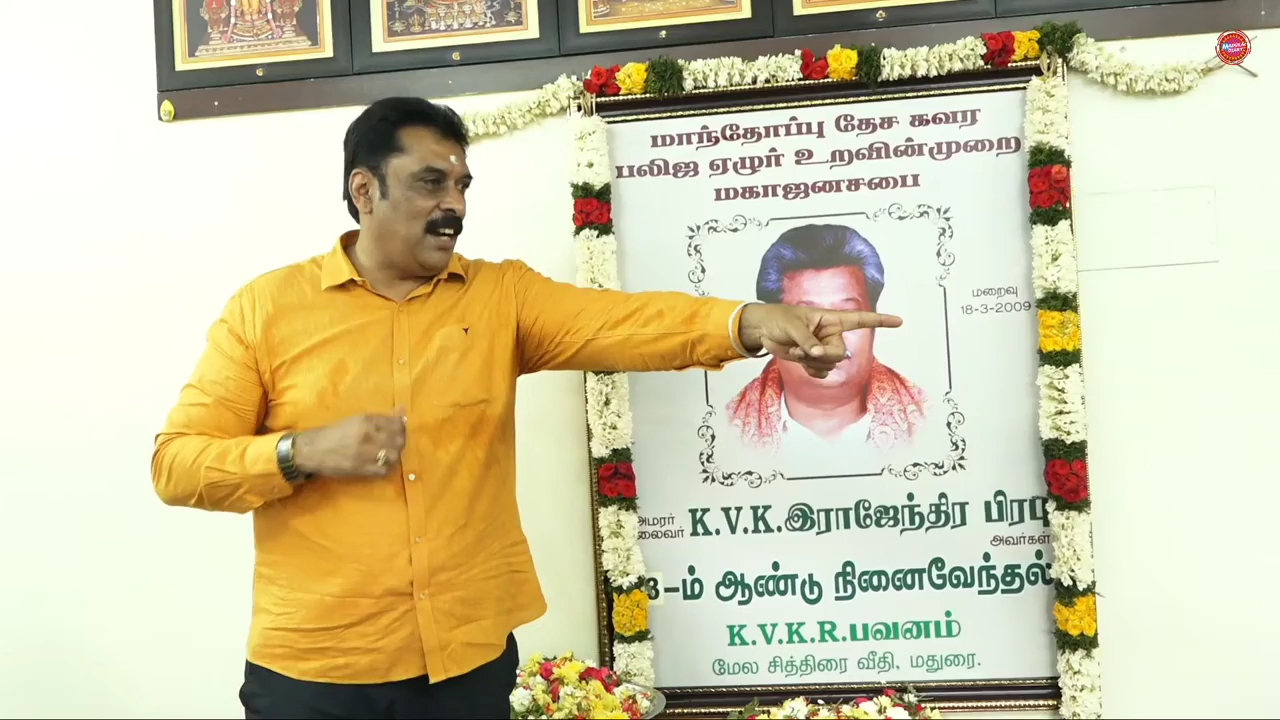 மாந்தோப்பு தேச கவர
பலிஜ ஏழுர் உறவின்முறை
மகாஜனசபை
மறைவு
18-3-2009
அமரர்
K.V.K.இராஜேந்திர
அவர்கள்
-ம் ஆண்டு நினைவேந்தல்
K.V.K.R.பவனம்
மேல சித்திரை வீதி, மதுரை.